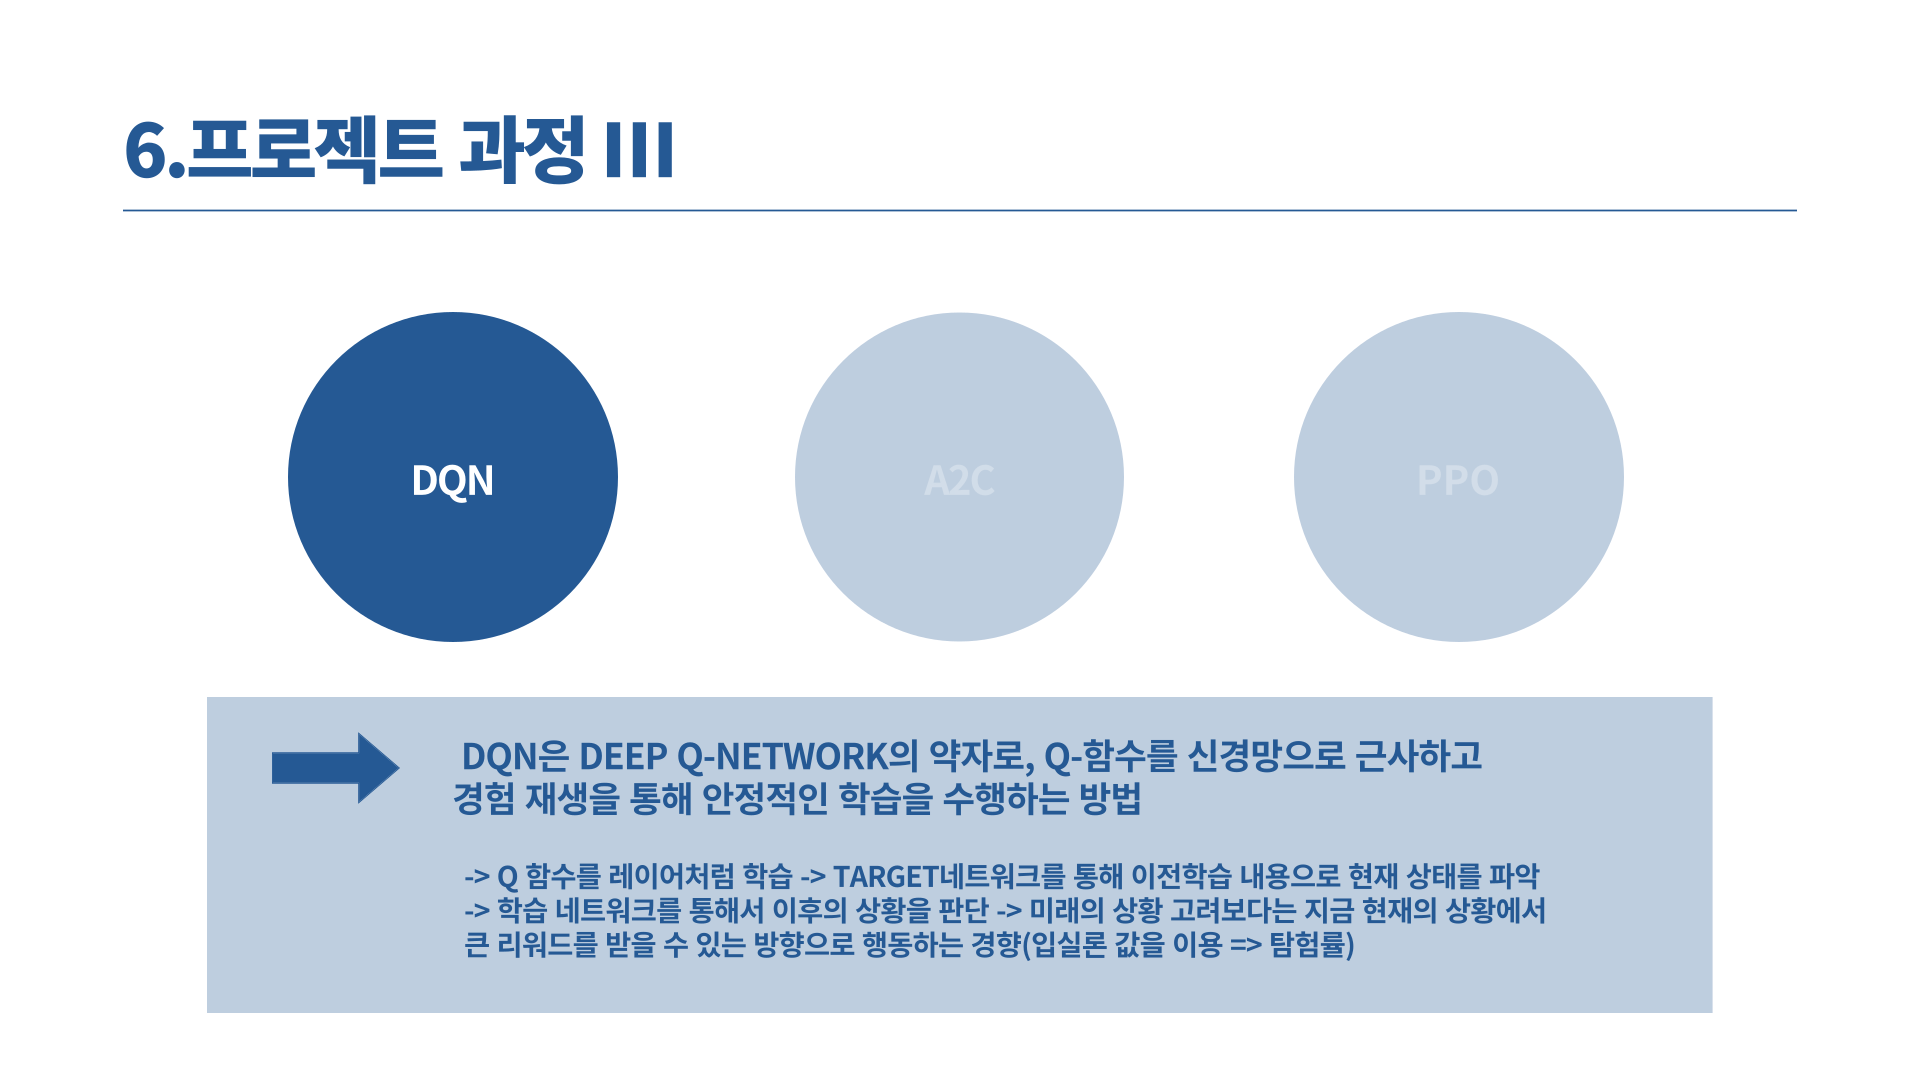 6.프로젝트 과정 III
DQN
A2C
PPO
DQN은 DEEP Q-NETWORK의 약자로, Q-함수를 신경망으로 근사하고
경험 재생을 통해 안정적인 학습을 수행하는 방법
-> Q 함수를 레이어처럼 학습 -> TARGET네트워크를 통해 이전학습 내용으로 현재 상태를 파악
-> 학습 네트워크를 통해서 이후의 상황을 판단 -> 미래의 상황 고려보다는 지금 현재의 상황에서
큰 리워드를 받을 수 있는 방향으로 행동하는 경향(입실론 값을 이용 => 탐험률)